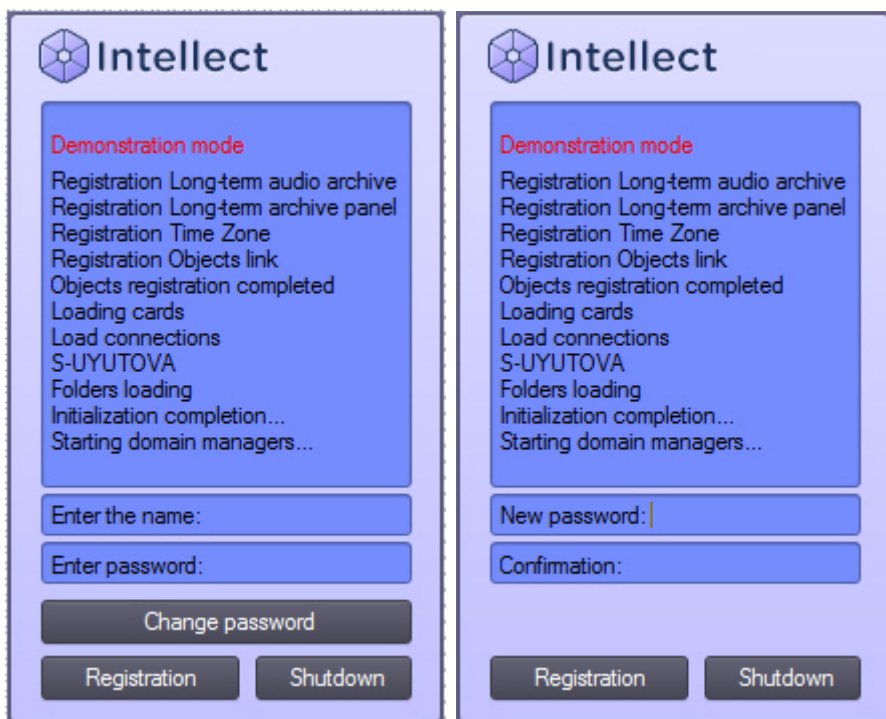 Intellect
Demonstration mode
Registration Long-term audio archive
Registration Long-term archive panel
Registration Time Zone
Registration Objects link
Objects registration completed
Loading cards
Load connections
S-UYUTOVA
Folders loading
Initialization completion...
Starting domain managers...
Enter the name:
Enter password:
Change password
Registration
Shutdown
Intellect
Demonstration mode
Registration Long-term audio archive
Registration Long-term archive panel
Registration Time Zone
Registration Objects link
Objects registration completed
Loading cards
Load connections
S-UYUTOVA
Folders loading
Initialization completion...
Starting domain managers...
New password:
Confirmation:
Registration
Shutdown